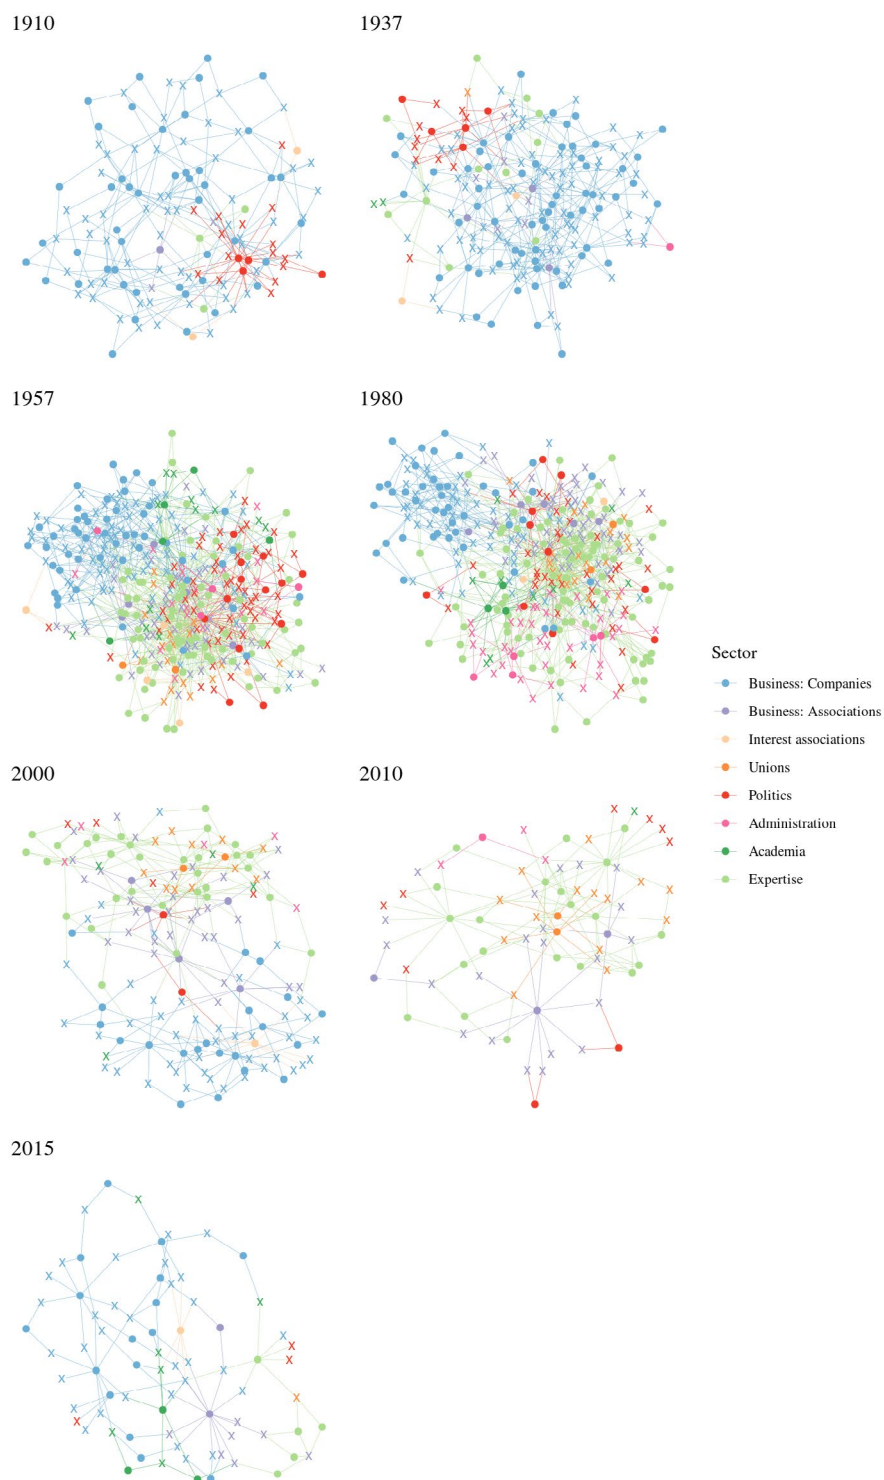 1910
1937
1957
1980
2000
2010
2015
Sector
Business: Companies
Business: Associations
Interest associations
Unions
Politics
Administration
Academia
Expertise